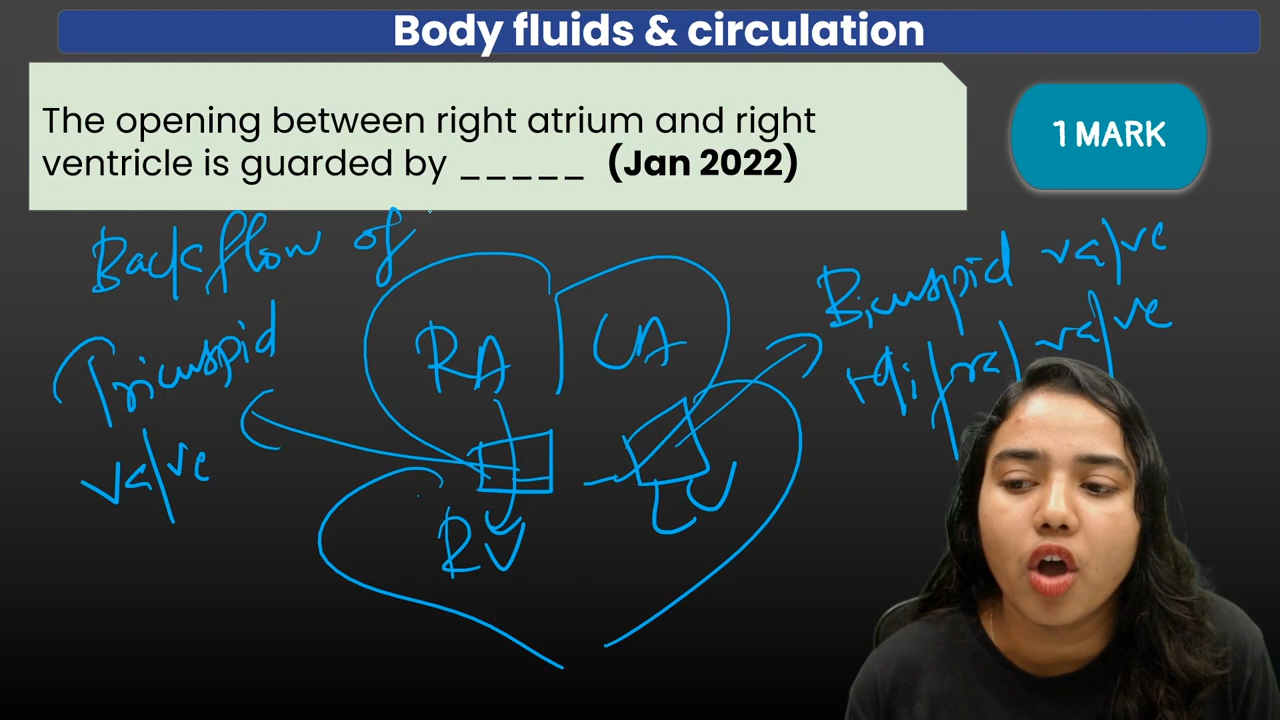 Body fluids & circulation
The opening between right atrium and right
ventricle is guarded by _____ (Jan 2022)
1 MARK
Backflow of
Tricuspid
valve
RA
LA
RV
LV
Bicuspid valve
Mitral valve